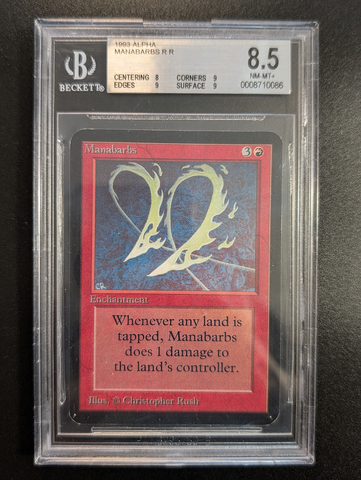 1993 ALPHA
MANABARBS R R
BECKETT
CENTERING 8 CORNERS 9
EDGES 9 SURFACE 9
8.5
NM-MT+
0008710086
Manabarbs 3
CR
Enchantment
Whenever any land is
tapped, Manabarbs
does 1 damage to
the land's controller.
Illus. © Christopher Rush